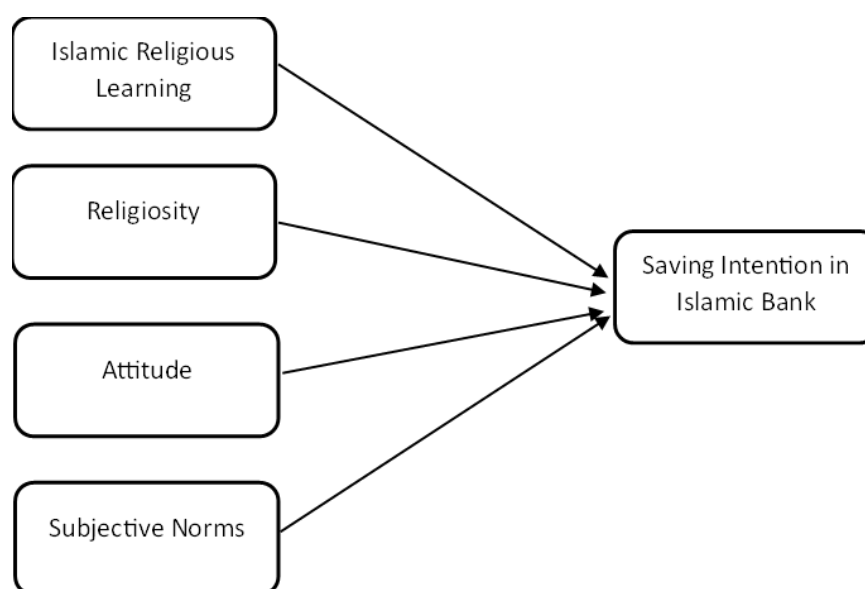 Islamic Religious
Learning
Religiosity
Saving Intention in
Islamic Bank
Attitude
Subjective Norms